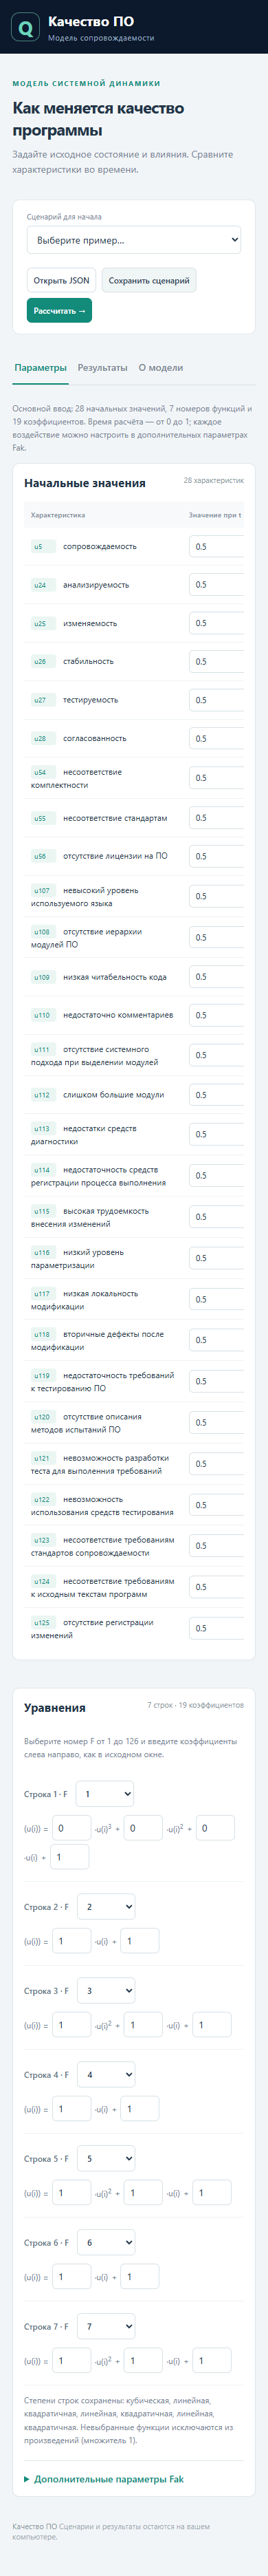 Q
Качество ПО
Модель сопровождаемости
МОДЕЛЬ СИСТЕМНОЙ ДИНАМИКИ
Как меняется качество
программы
Задайте исходное состояние и влияния. Сравните
характеристики во времени.
Сценарий для начала
Выберите пример...
Открыть JSON Сохранить сценарий
Рассчитать →
Параметры Результаты О модели
Основной ввод: 28 начальных значений, 7 номеров функций и
19 коэффициентов. Время расчёта — от 0 до 1; каждое
воздействие можно настроить в дополнительных параметрах
Fak.
Начальные значения 28 характеристик
Характеристика Значение при t
u5 сопровождаемость 0.5
u24 анализируемость 0.5
u25 изменяемость 0.5
u26 стабильность 0.5
u27 тестируемость 0.5
u28 согласованность 0.5
u54 несоответствие
комплектности 0.5
u55 несоответствие стандартам 0.5
u56 отсутствие лицензии на ПО 0.5
u107 невысокий уровень
используемого языка 0.5
u108 отсутствие иерархии
модулей ПО 0.5
u109 низкая читабельность кода 0.5
u110 недостаточно комментариев 0.5
u111 отсутствие системного
подхода при выделении модулей 0.5
u112 слишком большие модули 0.5
u113 недостатки средств
диагностики 0.5
u114 недостаточность средств
регистрации процесса выполнения 0.5
u115 высокая трудоемкость
внесения изменений 0.5
u116 низкий уровень
параметризации 0.5
u117 низкая локальность
модификации 0.5
u118 вторичные дефекты после
модификации 0.5
u119 недостаточность требований
к тестированию ПО 0.5
u120 отсутствие описания
методов испытаний ПО 0.5
u121 невозможность разработки
теста для выполнения требований 0.5
u122 невозможность
использования средств тестирования 0.5
u123 несоответствие требованиям
стандартов сопровождаемости 0.5
u124 несоответствие требованиям
к исходным текстам программ 0.5
u125 отсутствие регистрации
изменений 0.5
Уравнения 7 строк · 19 коэффициентов
Выберите номер F от 1 до 126 и введите коэффициенты
слева направо, как в исходном окне.
Строка 1 · F 1
(u(i)) = 0 ·u(i)³ + 0 ·u(i)² + 0
·u(i) + 1
Строка 2 · F 2
(u(i)) = 1 ·u(i) + 1
Строка 3 · F 3
(u(i)) = 1 ·u(i)² + 1 ·u(i) + 1
Строка 4 · F 4
(u(i)) = 1 ·u(i) + 1
Строка 5 · F 5
(u(i)) = 1 ·u(i)² + 1 ·u(i) + 1
Строка 6 · F 6
(u(i)) = 1 ·u(i) + 1
Строка 7 · F 7
(u(i)) = 1 ·u(i)² + 1 ·u(i) + 1
Степени строк сохранены: кубическая, линейная,
квадратичная, линейная, квадратичная, линейная,
квадратичная. Невыбранные функции исключаются из
произведений (множитель 1).
Дополнительные параметры Fak
Качество ПО Сценарии и результаты остаются на вашем
компьютере.